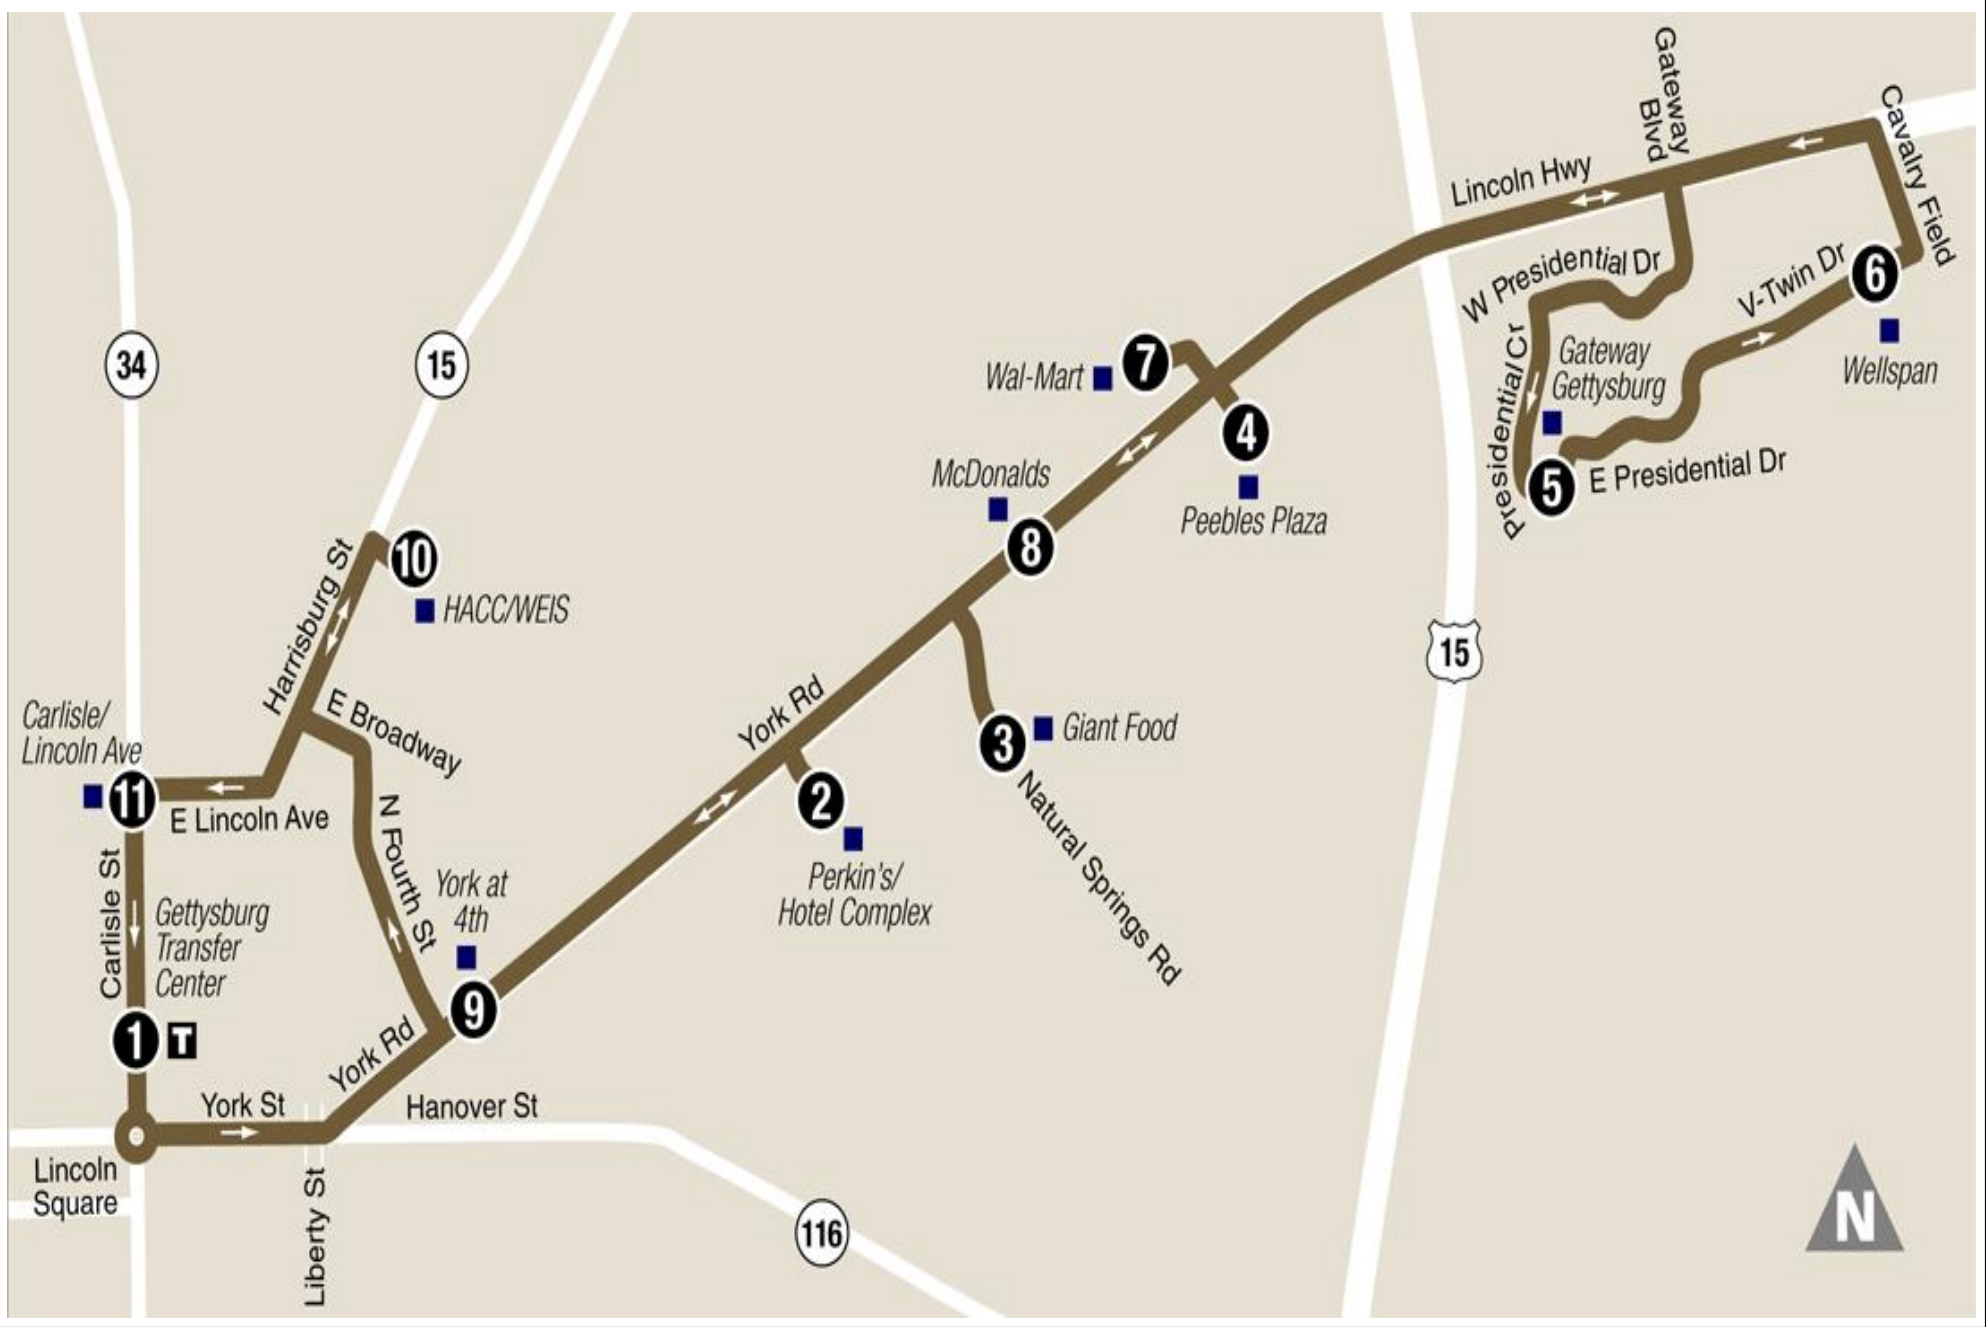 Gateway
Blvd
Cavalry Field
Lincoln Hwy
W Presidential Dr
V-Twin Dr
6
Wellspan
Presidential Cr
Gateway
Gettysburg
5
E Presidential Dr
34
15
Wal-Mart
7
4
Peebles Plaza
McDonalds
8
Harrisburg St
10
HACC/WEIS
15
E Broadway
York Rd
3
Giant Food
Natural Springs Rd
Carlisle/
Lincoln Ave
11
E Lincoln Ave
2
Perkin's/
Hotel Complex
N Fourth St
York at
4th
9
Carlisle St
Gettysburg
Transfer
Center
1
T
York Rd
York St
Hanover St
Lincoln
Square
Liberty St
116
N